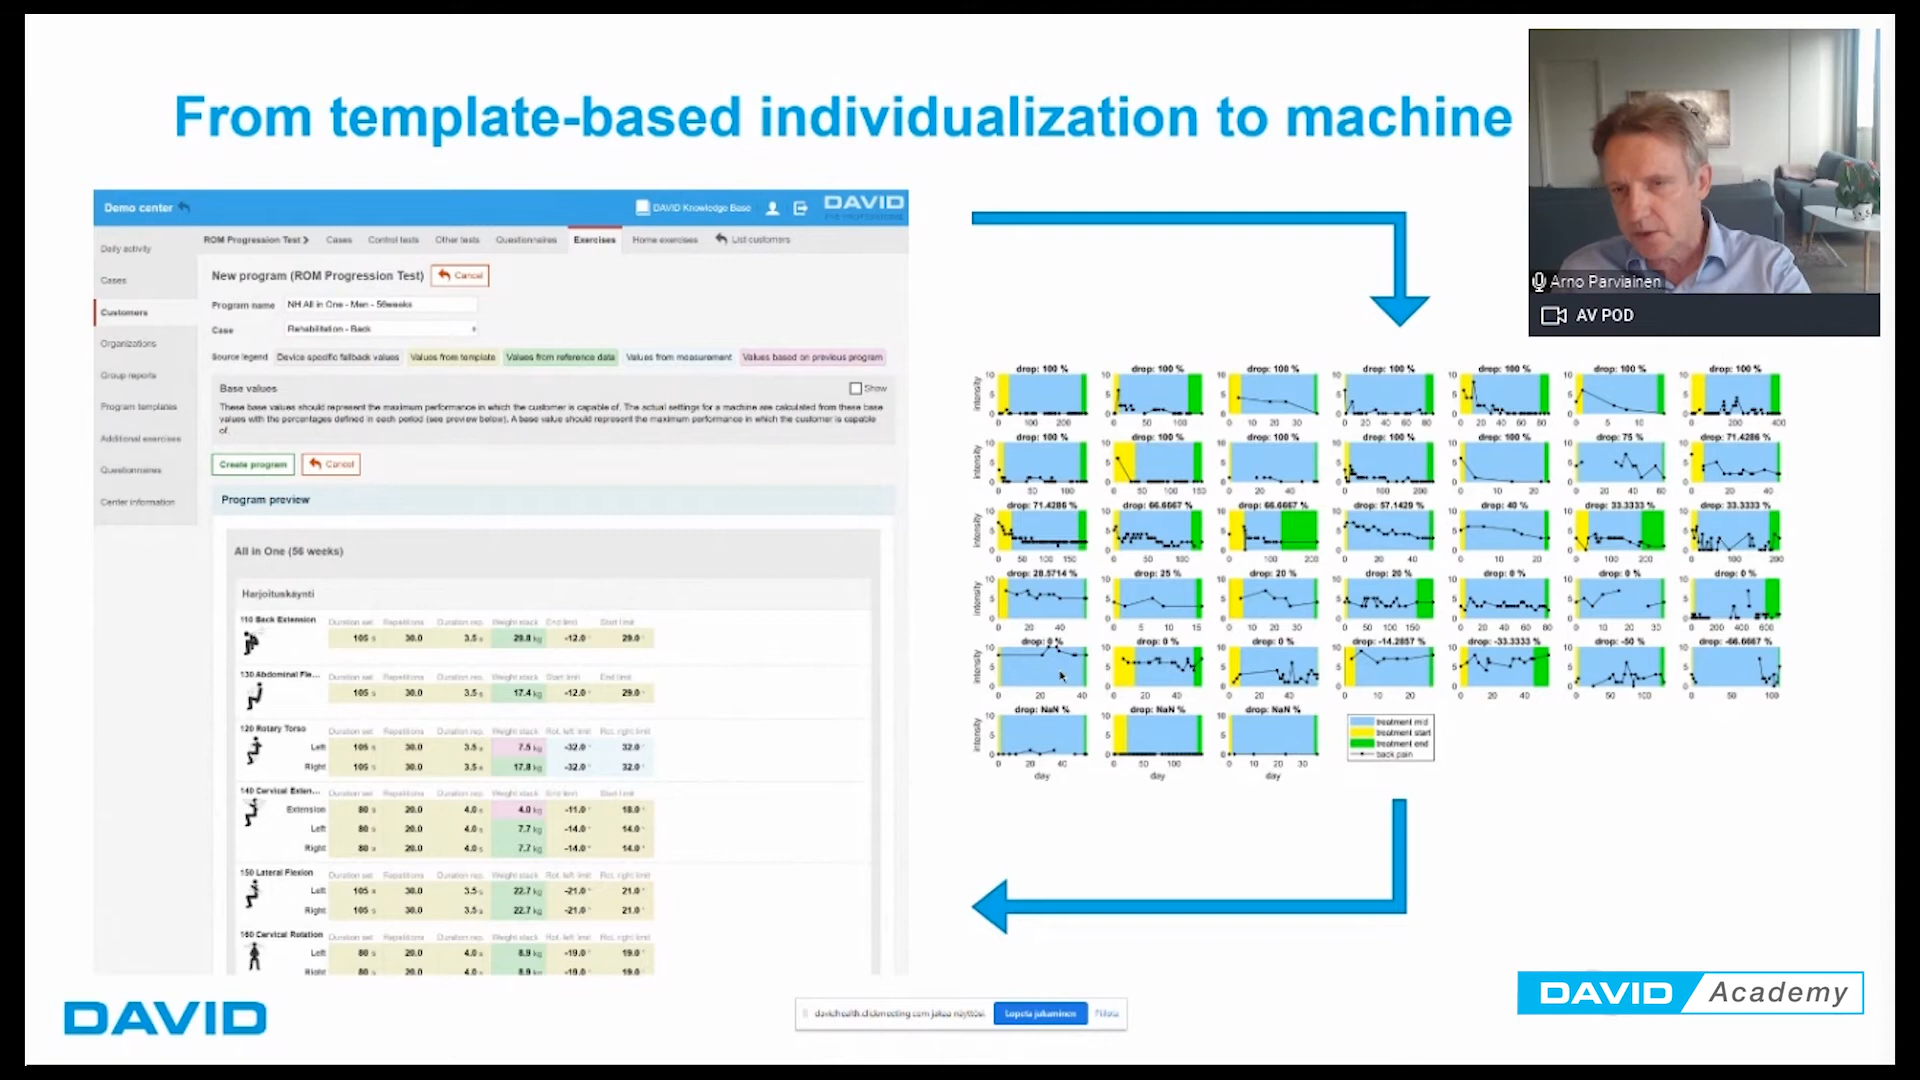 From template-based individualization to machine
Arno Parviainen
AV POD
Demo center
DAVID Knowledge Base
DAVID
ROM Progression Test
Cases
Control tests
Other tests
Questionnaires
Exercises
Home exercises
List customers
Daily activity
Cases
Customers
Organizations
Group reports
Program templates
Additional exercises
Questionnaires
Center information
New program (ROM Progression Test)
Cancel
Program name
NH All in One - Men - 56weeks
Case
Rehabilitation - Back
Source legend
Device specific fallback values
Values from template
Values from reference data
Values from measurement
Values based on previous program
Base values
Show
These base values should represent the maximum performance in which the customer is capable of. The actual settings for a machine are calculated from these base
values with the percentages defined in each period (see preview below). A base value should represent the maximum performance in which the customer is capable
of.
Create program
Cancel
Program preview
All in One (56 weeks)
Harjoituskäynti
110 Back Extension Duration set Repetitions Duration rep. Weight stack End limit Start limit
105 s 30.0 3.5 s 29.8 kg -12.0 ° 29.0 °
130 Abdominal Fle... Duration set Repetitions Duration rep. Weight stack Start limit End limit
105 s 30.0 3.5 s 17.4 kg -12.0 ° 29.0 °
120 Rotary Torso Duration set Repetitions Duration rep. Weight stack Rot. left limit Rot. right limit
Left 105 s 30.0 3.5 s 7.5 kg -32.0 ° 32.0 °
Right 105 s 30.0 3.5 s 17.8 kg -32.0 ° 32.0 °
140 Cervical Exten... Duration set Repetitions Duration rep. Weight stack End limit Start limit
Extension 80 s 20.0 4.0 s 4.0 kg -11.0 ° 18.0 °
Left 80 s 20.0 4.0 s 7.7 kg -14.0 ° 14.0 °
Right 80 s 20.0 4.0 s 7.7 kg -14.0 ° 14.0 °
150 Lateral Flexion Duration set Repetitions Duration rep. Weight stack Rot. left limit Rot. right limit
Left 105 s 30.0 3.5 s 22.7 kg -21.0 ° 21.0 °
Right 105 s 30.0 3.5 s 22.7 kg -21.0 ° 21.0 °
160 Cervical Rotation Duration set Repetitions Duration rep. Weight stack Rot. left limit Rot. right limit
Left 80 s 20.0 4.0 s 8.9 kg -19.0 ° 19.0 °
Right 80 s 20.0 4.0 s 8.9 kg -19.0 ° 19.0 °
drop: 100 % drop: 100 % drop: 100 % drop: 100 % drop: 100 % drop: 100 % drop: 100 %
drop: 100 % drop: 100 % drop: 100 % drop: 100 % drop: 100 % drop: 75 % drop: 71.4286 %
drop: 71.4286 % drop: 66.6667 % drop: 66.6667 % drop: 57.1429 % drop: 40 % drop: 33.3333 % drop: 33.3333 %
drop: 28.5714 % drop: 25 % drop: 20 % drop: 20 % drop: 0 % drop: 0 % drop: 0 %
drop: 0 % drop: 0 % drop: 0 % drop: -14.2857 % drop: -33.3333 % drop: -50 % drop: -66.6667 %
drop: NaN % drop: NaN % drop: NaN %
intensity
intensity
intensity
intensity
intensity
intensity
day day day
treatment mid
treatment start
treatment end
back pain
DAVID
davidhealth.clickmeeting.com jakaa näyttösi.
Lopeta jakaminen
Piilota
DAVID Academy